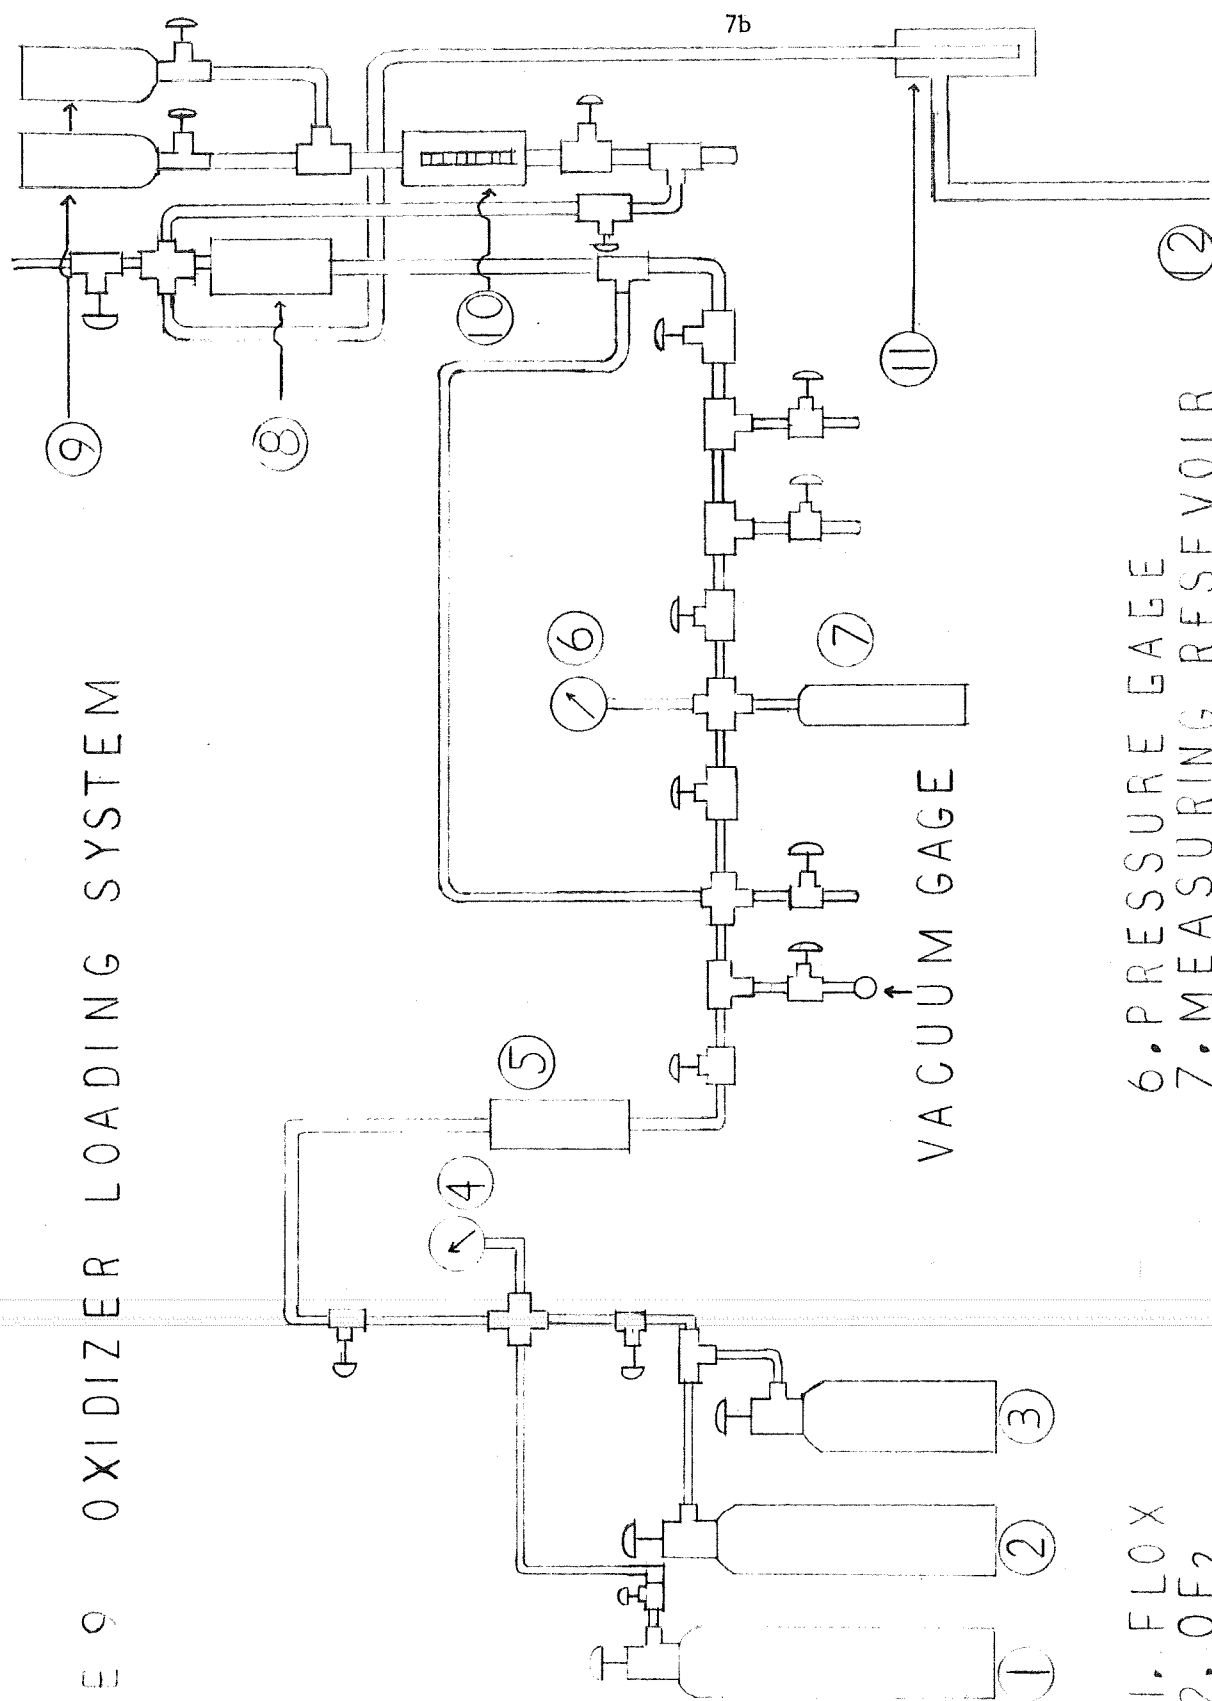 7b
E 9 OXIDIZER LOADING SYSTEM
9
8
10
11
12
6
7
5
4
VACUUM GAGE
3
2
1
1. FLOX
2. OF2
6. PRESSURE GAGE
7. MEASURING RESEVOIR